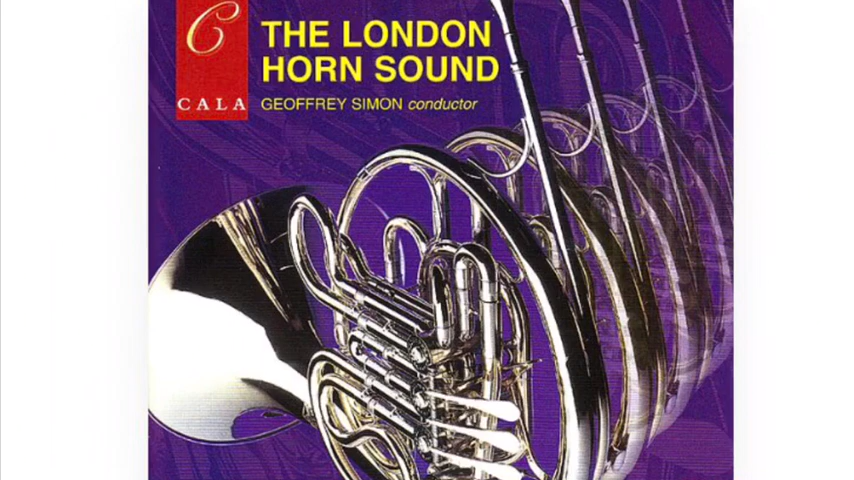 C
THE LONDON
HORN SOUND
CALA
GEOFFREY SIMON conductor